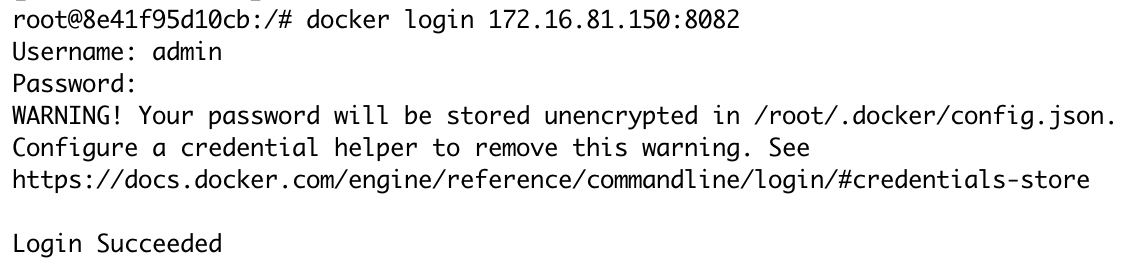 root@8e41f95d10cb:/# docker login 172.16.81.150:8082
Username: admin
Password:
WARNING! Your password will be stored unencrypted in /root/.docker/config.json.
Configure a credential helper to remove this warning. See
https://docs.docker.com/engine/reference/commandline/login/#credentials-store
Login Succeeded